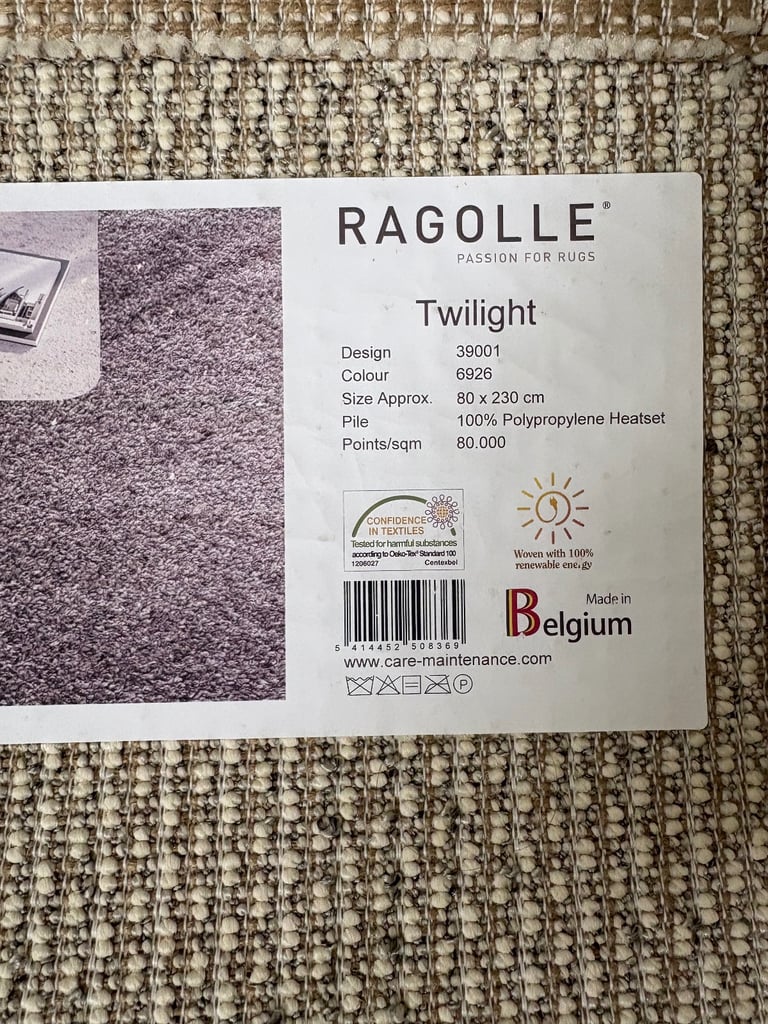 RAGOLLE®
PASSION FOR RUGS
Twilight
Design 39001
Colour 6926
Size Approx. 80 x 230 cm
Pile 100% Polypropylene Heatset
Points/sqm 80.000
CONFIDENCE
IN TEXTILES
Tested for harmful substances
according to Oeko-Tex® Standard 100
1206027 Centexbel
Woven with 100%
renewable energy
Made in
Belgium
5 414452 508369
www.care-maintenance.com
P